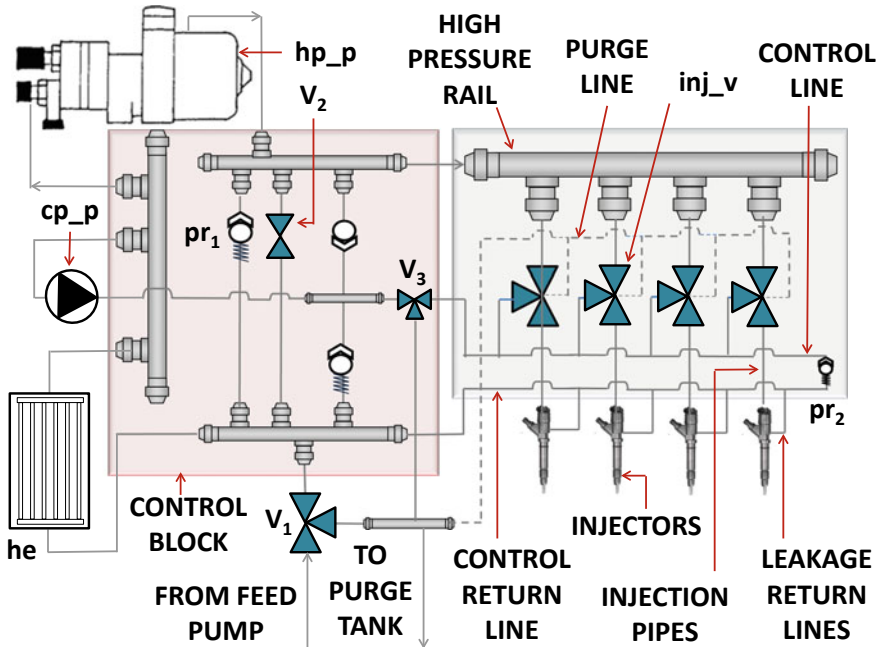 hp_p
V2
HIGH
PRESSURE
RAIL
PURGE
LINE
inj_v
CONTROL
LINE
cp_p
pr1
V3
pr2
he
CONTROL
BLOCK
V1
FROM FEED
PUMP
TO
PURGE
TANK
CONTROL
RETURN
LINE
INJECTORS
INJECTION
PIPES
LEAKAGE
RETURN
LINES